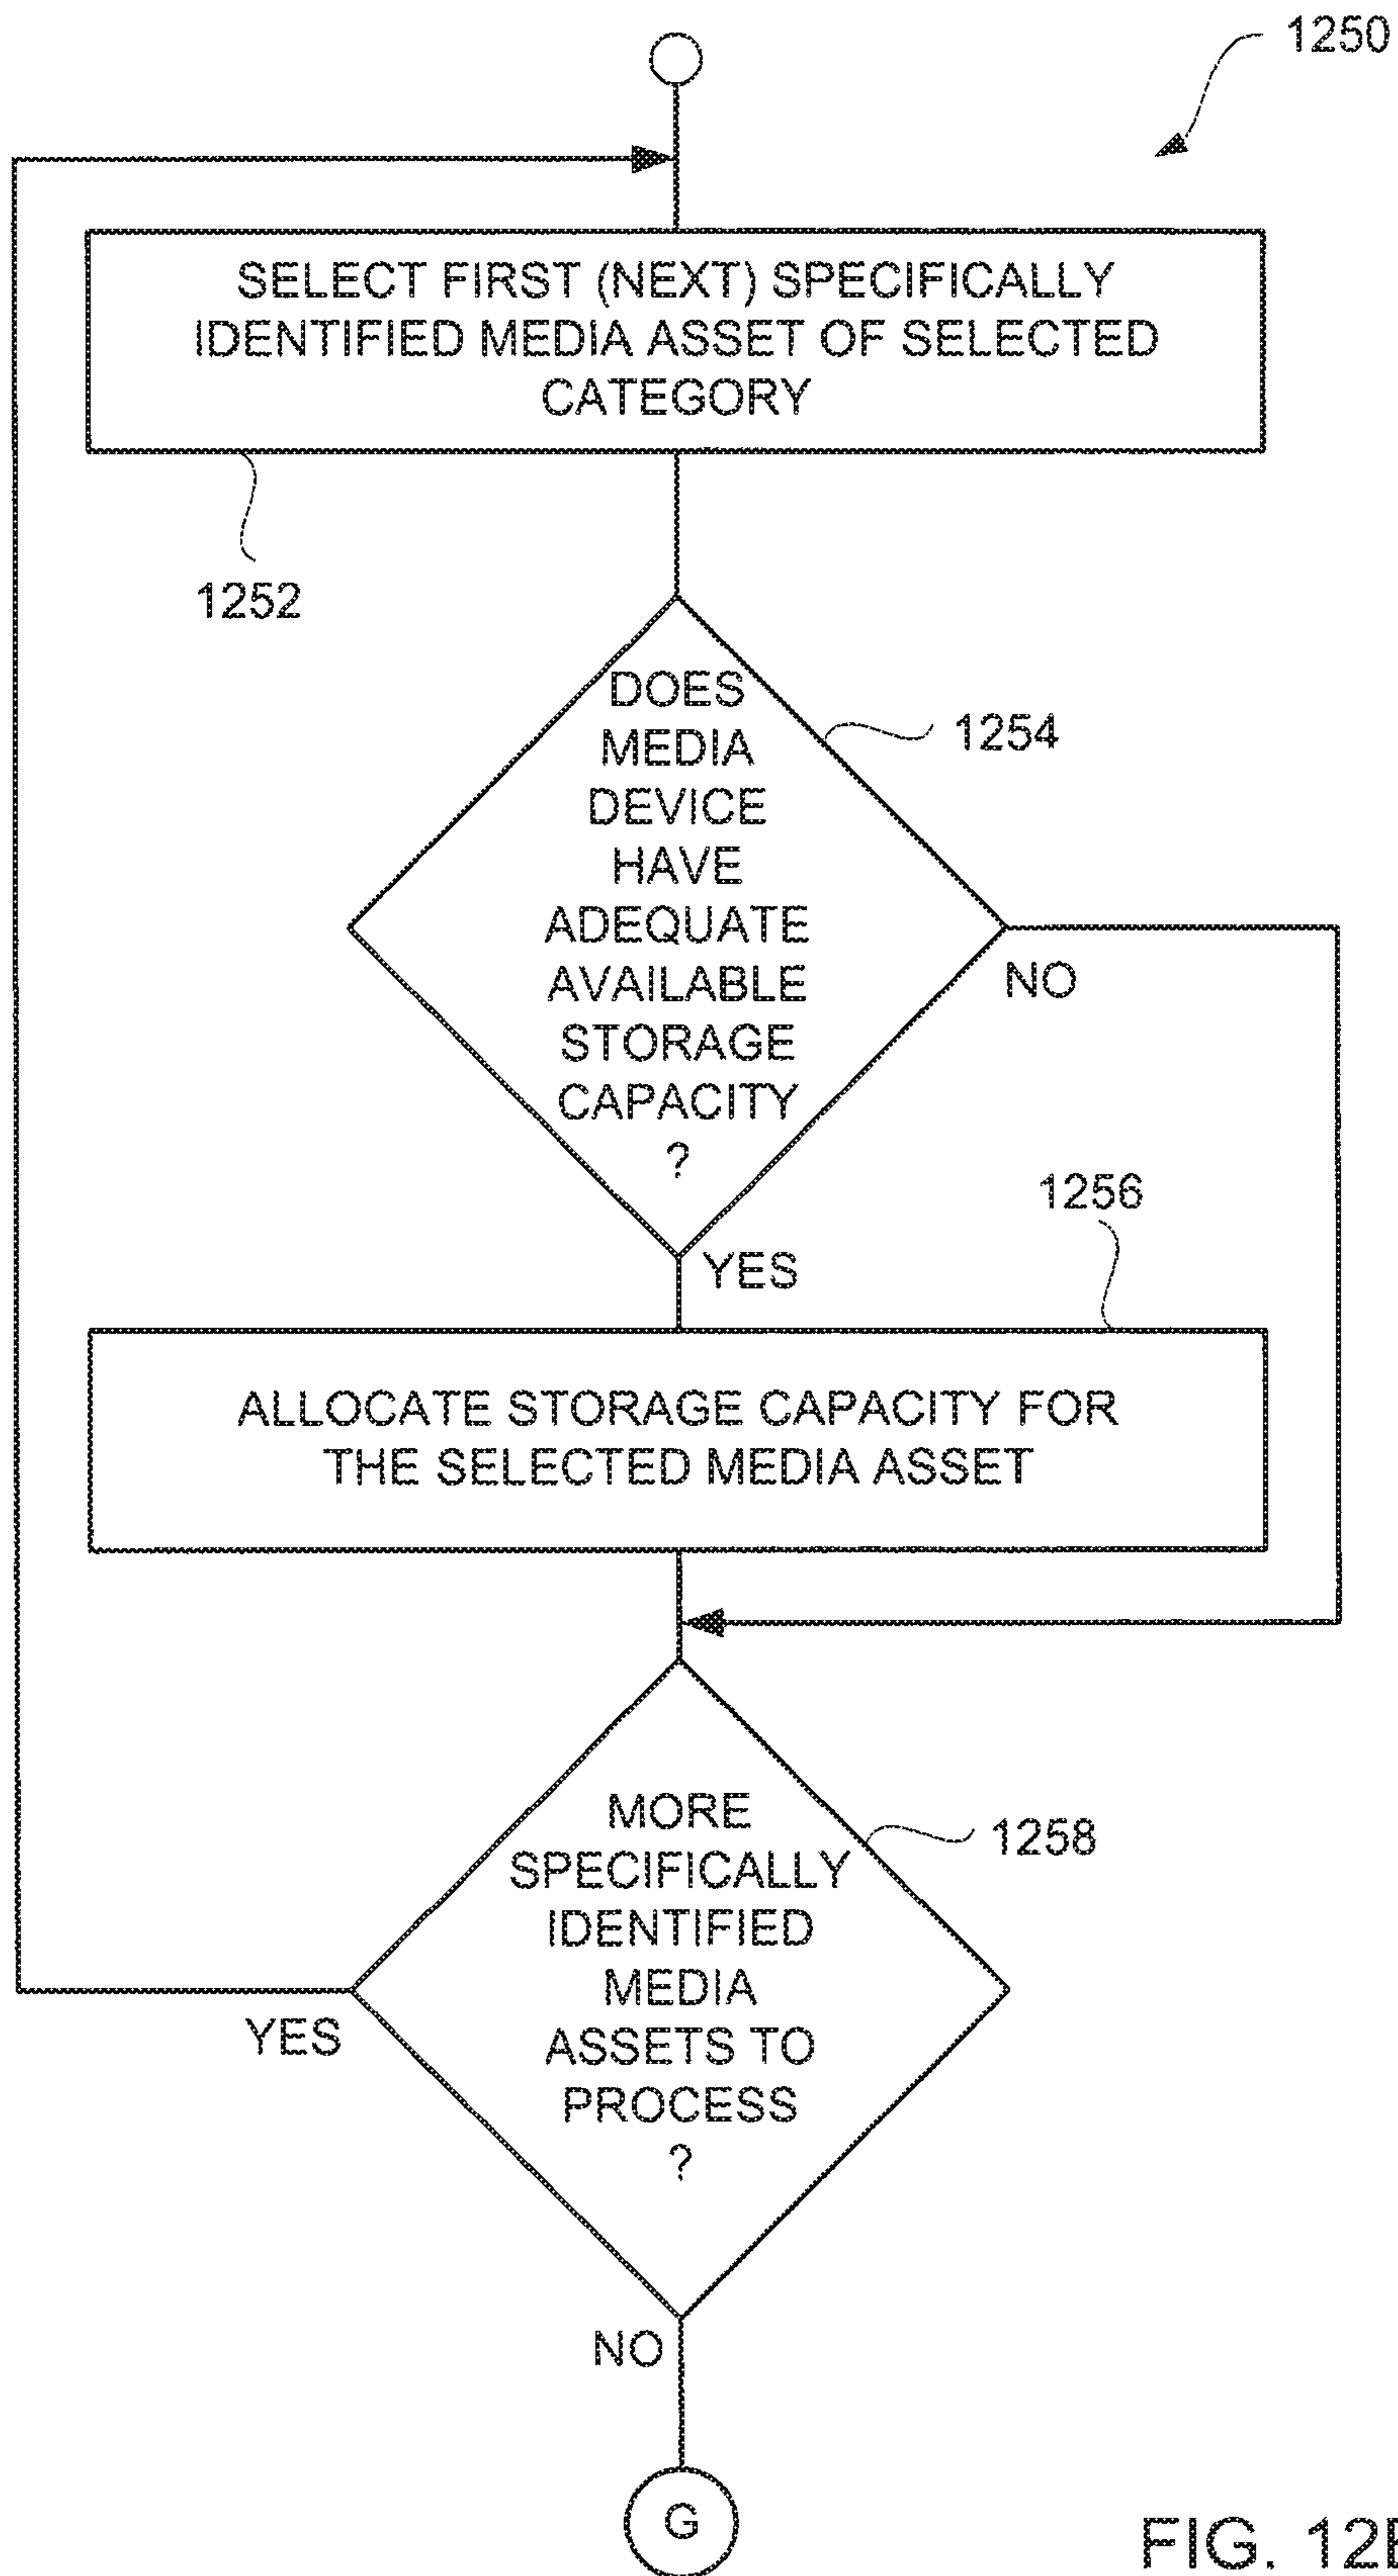 1250
SELECT FIRST (NEXT) SPECIFICALLY
IDENTIFIED MEDIA ASSET OF SELECTED
CATEGORY
1252
DOES
MEDIA
DEVICE
HAVE
ADEQUATE
AVAILABLE
STORAGE
CAPACITY
?
1254
NO
YES
1256
ALLOCATE STORAGE CAPACITY FOR
THE SELECTED MEDIA ASSET
MORE
SPECIFICALLY
IDENTIFIED
MEDIA
ASSETS TO
PROCESS
?
1258
YES
NO
G
FIG.